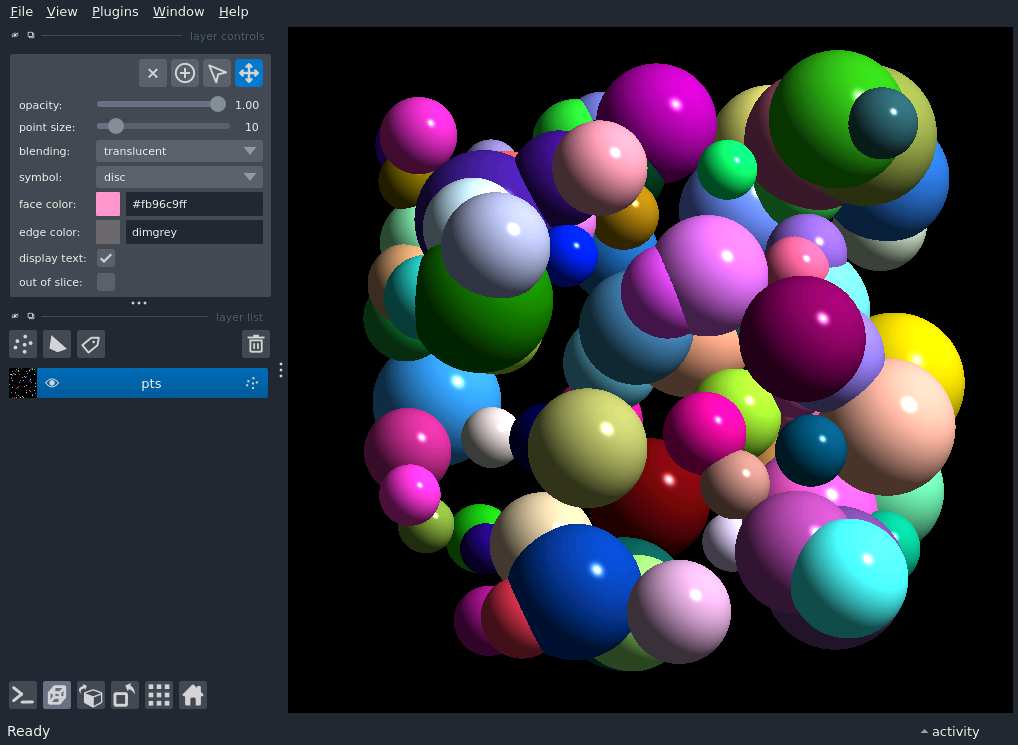 File View Plugins Window Help
layer controls
opacity: 1.00
point size: 10
blending: translucent
symbol: disc
face color: #fb96c9ff
edge color: dimgrey
display text:
out of slice:
layer list
pts
Ready activity